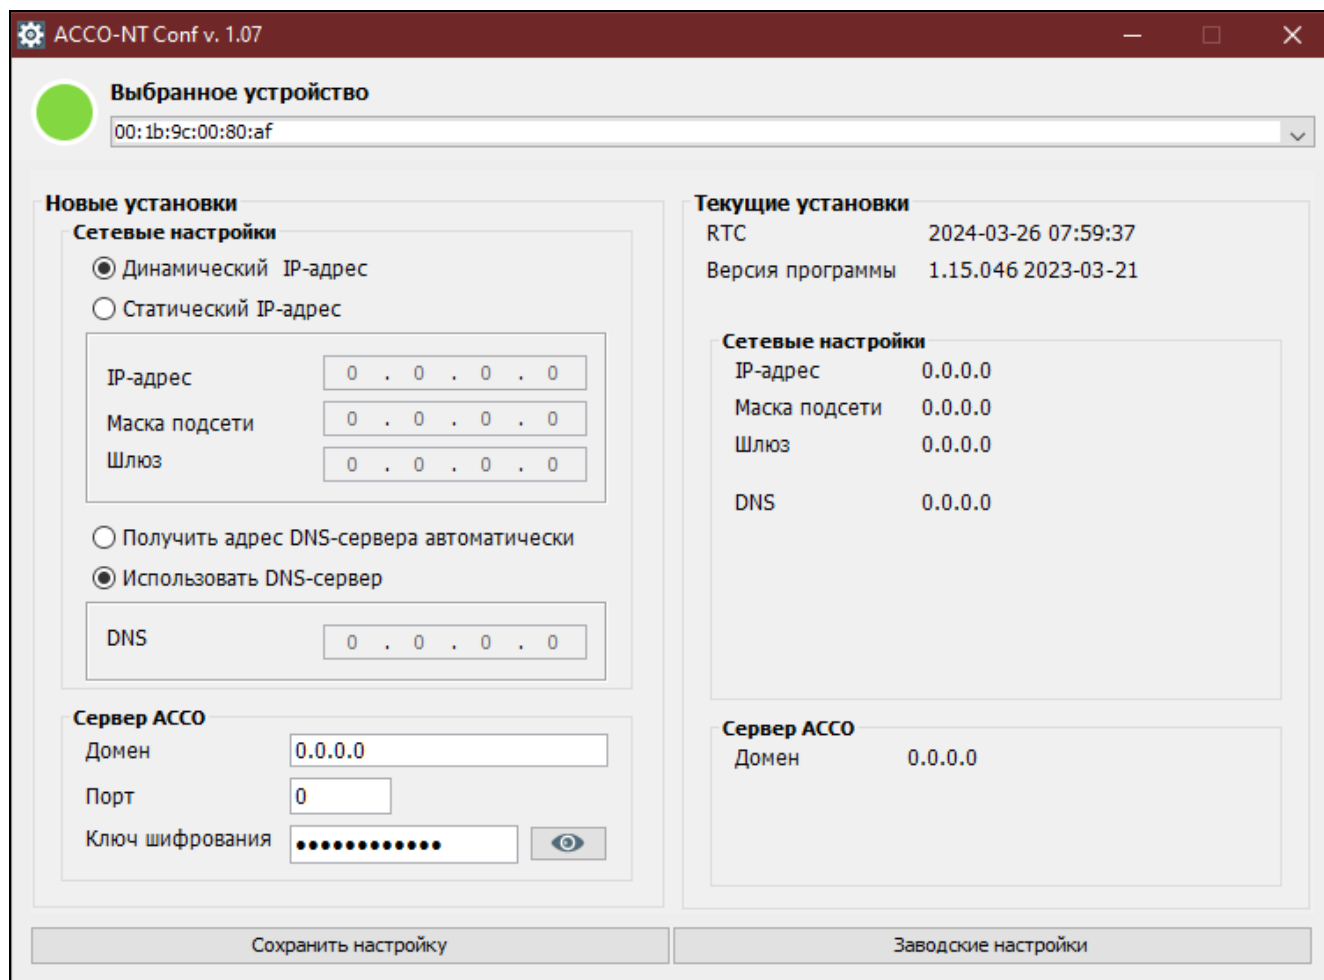 ACCO-NT Conf v. 1.07
Выбранное устройство
00:1b:9c:00:80:af
Новые установки
Сетевые настройки
Динамический IP-адрес
Статический IP-адрес
IP-адрес 0 . 0 . 0 . 0
Маска подсети 0 . 0 . 0 . 0
Шлюз 0 . 0 . 0 . 0
Получить адрес DNS-сервера автоматически
Использовать DNS-сервер
DNS 0 . 0 . 0 . 0
Сервер ACCO
Домен 0.0.0.0
Порт 0
Ключ шифрования ••••••••••••
Текущие установки
RTC 2024-03-26 07:59:37
Версия программы 1.15.046 2023-03-21
Сетевые настройки
IP-адрес 0.0.0.0
Маска подсети 0.0.0.0
Шлюз 0.0.0.0
DNS 0.0.0.0
Сервер ACCO
Домен 0.0.0.0
Сохранить настройку
Заводские настройки